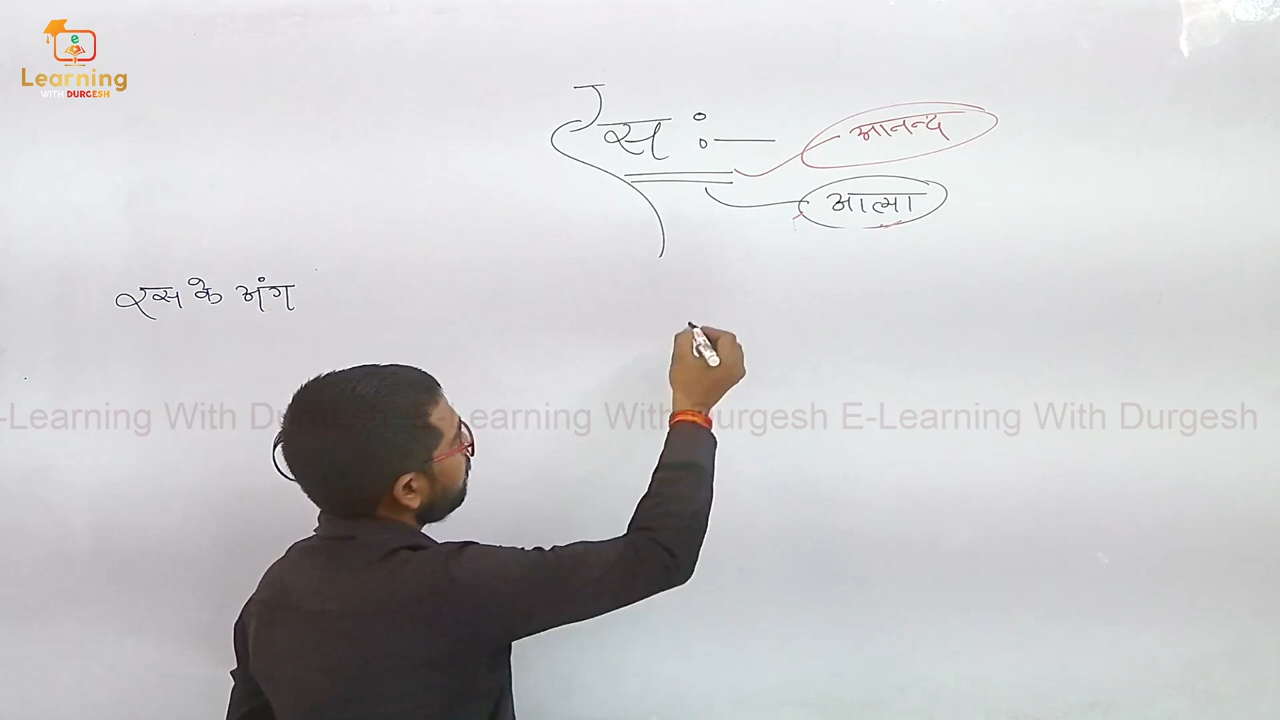 e
Learning
WITH DURGESH
रस :— आनन्द
आत्मा
रस के अंग
E-Learning With Durgesh E-Learning With Durgesh E-Learning With Durgesh